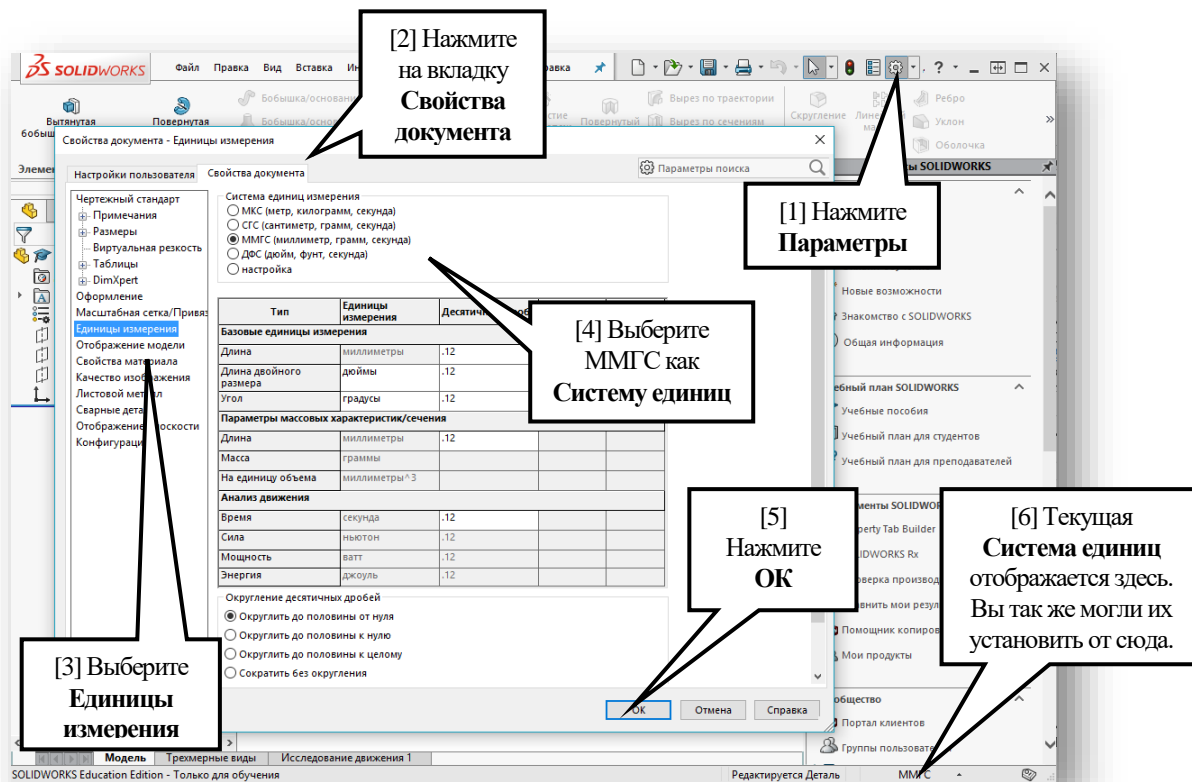 [2] Нажмите
на вкладку
Свойства
документа
SOLIDWORKS Файл Правка Вид Вставка
Вытянутая
Повернутая
Вырез по траектории
Ребро
Скругление
Повернутый
Вырез по сечениям
Уклон
Оболочка
Свойства документа - Единицы измерения
Настройки пользователя Свойства документа
Параметры поиска
SOLIDWORKS
[1] Нажмите
Параметры
Чертежный стандарт
Примечания
Размеры
Виртуальная резкость
Таблицы
DimXpert
Оформление
Масштабная сетка/Привяз
Единицы измерения
Отображение модели
Свойства материала
Качество изображения
Листовой металл
Сварные дета
Отображение плоскости
Конфигураци
Система единиц измерения
МКС (метр, килограмм, секунда)
СГС (сантиметр, грамм, секунда)
ММГС (миллиметр, грамм, секунда)
ДФС (дюйм, фунт, секунда)
настройка
Тип Единицы измерения
Базовые единицы измерения
Длина миллиметры .12
Длина двойного размера дюймы .12
Угол градусы .12
Параметры массовых характеристик/сечения
Длина миллиметры .12
Масса граммы
На единицу объема миллиметры^3
Анализ движения
Время секунда .12
Сила ньютон .12
Мощность ватт .12
Энергия джоуль .12
Округление десятичных дробей
Округлить до половины от нуля
Округлить до половины к нулю
Округлить до половины к целому
Сократить без округления
ОК Отмена Справка
[4] Выберите
ММГС как
Систему единиц
[3] Выберите
Единицы
измерения
[5]
Нажмите
ОК
[6] Текущая
Система единиц
отображается здесь.
Вы так же могли их
установить от сюда.
Новые возможности
Знакомство с SOLIDWORKS
Общая информация
план SOLIDWORKS
Учебные пособия
Учебный план для студентов
Учебный план для преподавателей
Tab Builder
Rx
Помощник
Мои продукты
Портал клиентов
Группы
Модель Трехмерные виды Исследование движения 1
SOLIDWORKS Education Edition - Только для обучения Редактируется Деталь ММГС